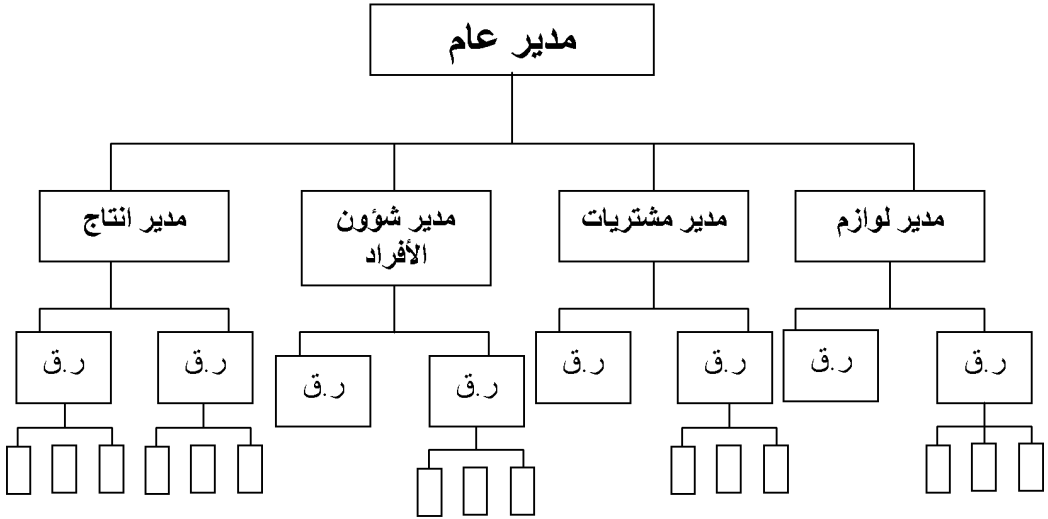 مدير عام
مدير لوازم
مدير مشتريات
مدير شؤون
الأفراد
مدير انتاج
ر.ق
ر.ق
ر.ق
ر.ق
ر.ق
ر.ق
ر.ق
ر.ق